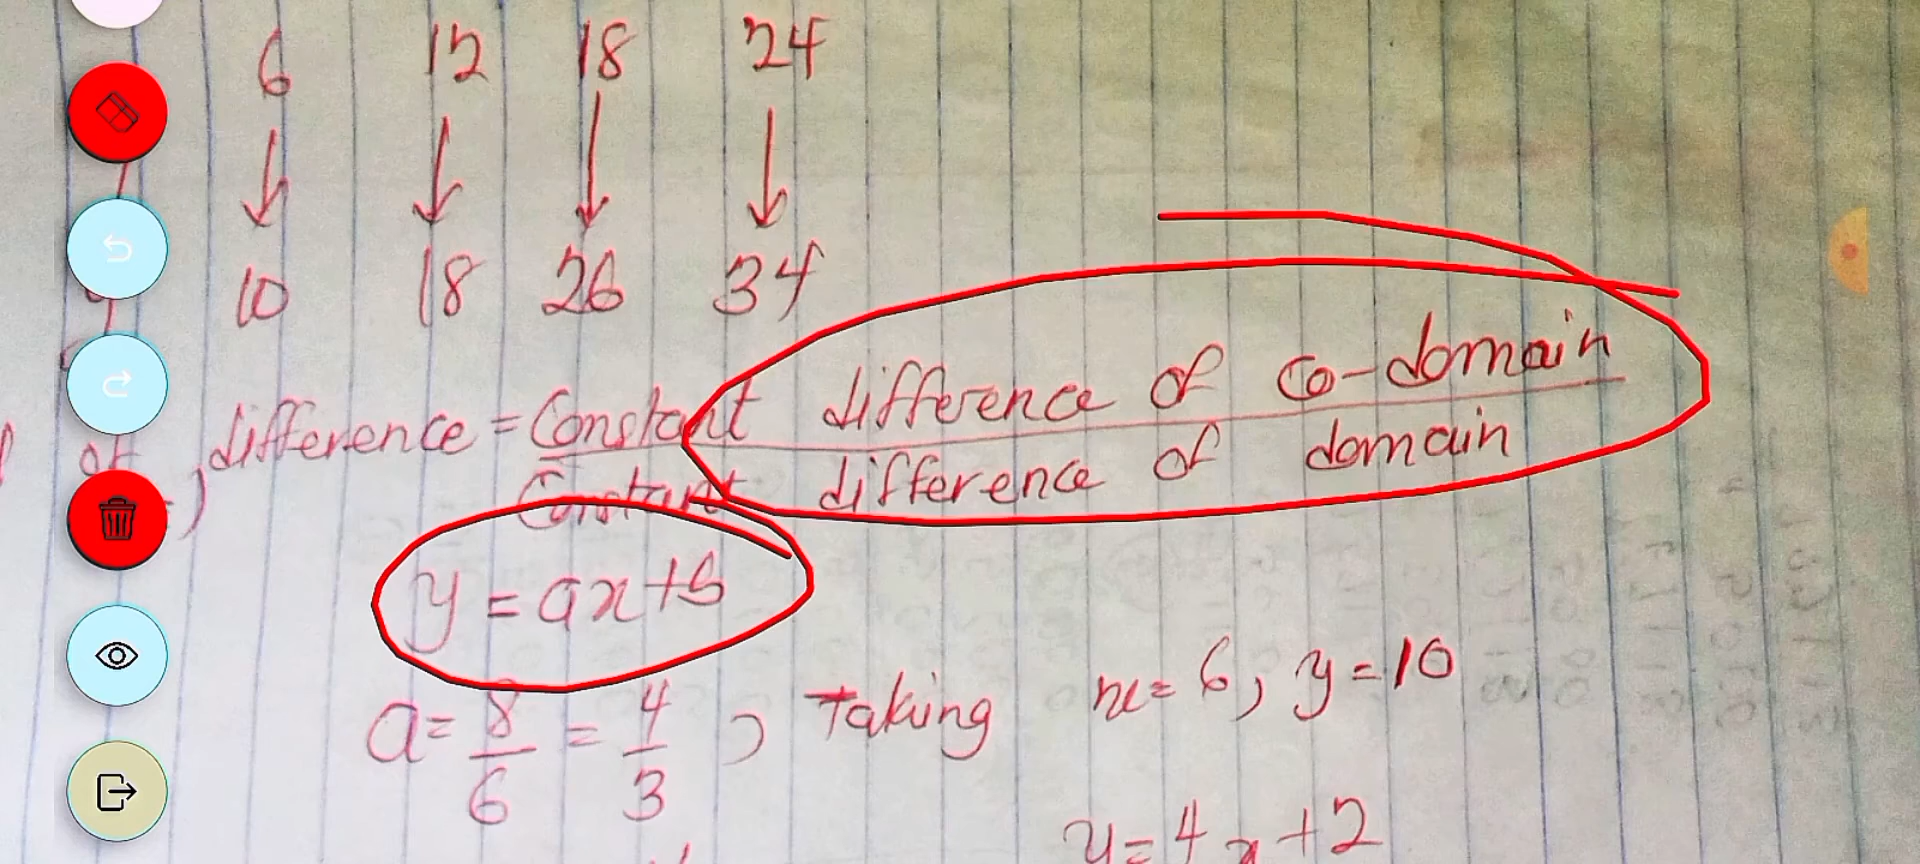 6 12 18 24
↓ ↓ ↓ ↓
10 18 26 34
difference = Constant difference of Co-domain
Constant difference of domain
y = ax+b
a = 8/6 = 4/3 , Taking x = 6, y = 10
y = 4 x + 2